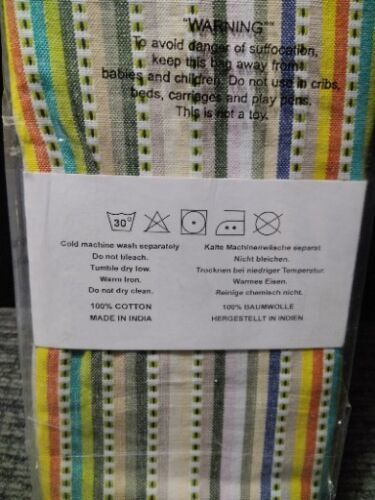 "WARNING"
To avoid danger of suffocation,
keep this bag away from
babies and children. Do not use in cribs,
beds, carriages and play pens.
This is not a toy.
30°
Cold machine wash separately
Do not bleach.
Tumble dry low.
Warm Iron.
Do not dry clean.
100% COTTON
MADE IN INDIA
Kalte Machinenwäsche separat
Nicht bleichen.
Trocknen bei niedriger Temperatur.
Warmes Eisen.
Reinige chemisch nicht.
100% BAUMWOLLE
HERGESTELLT IN INDIEN